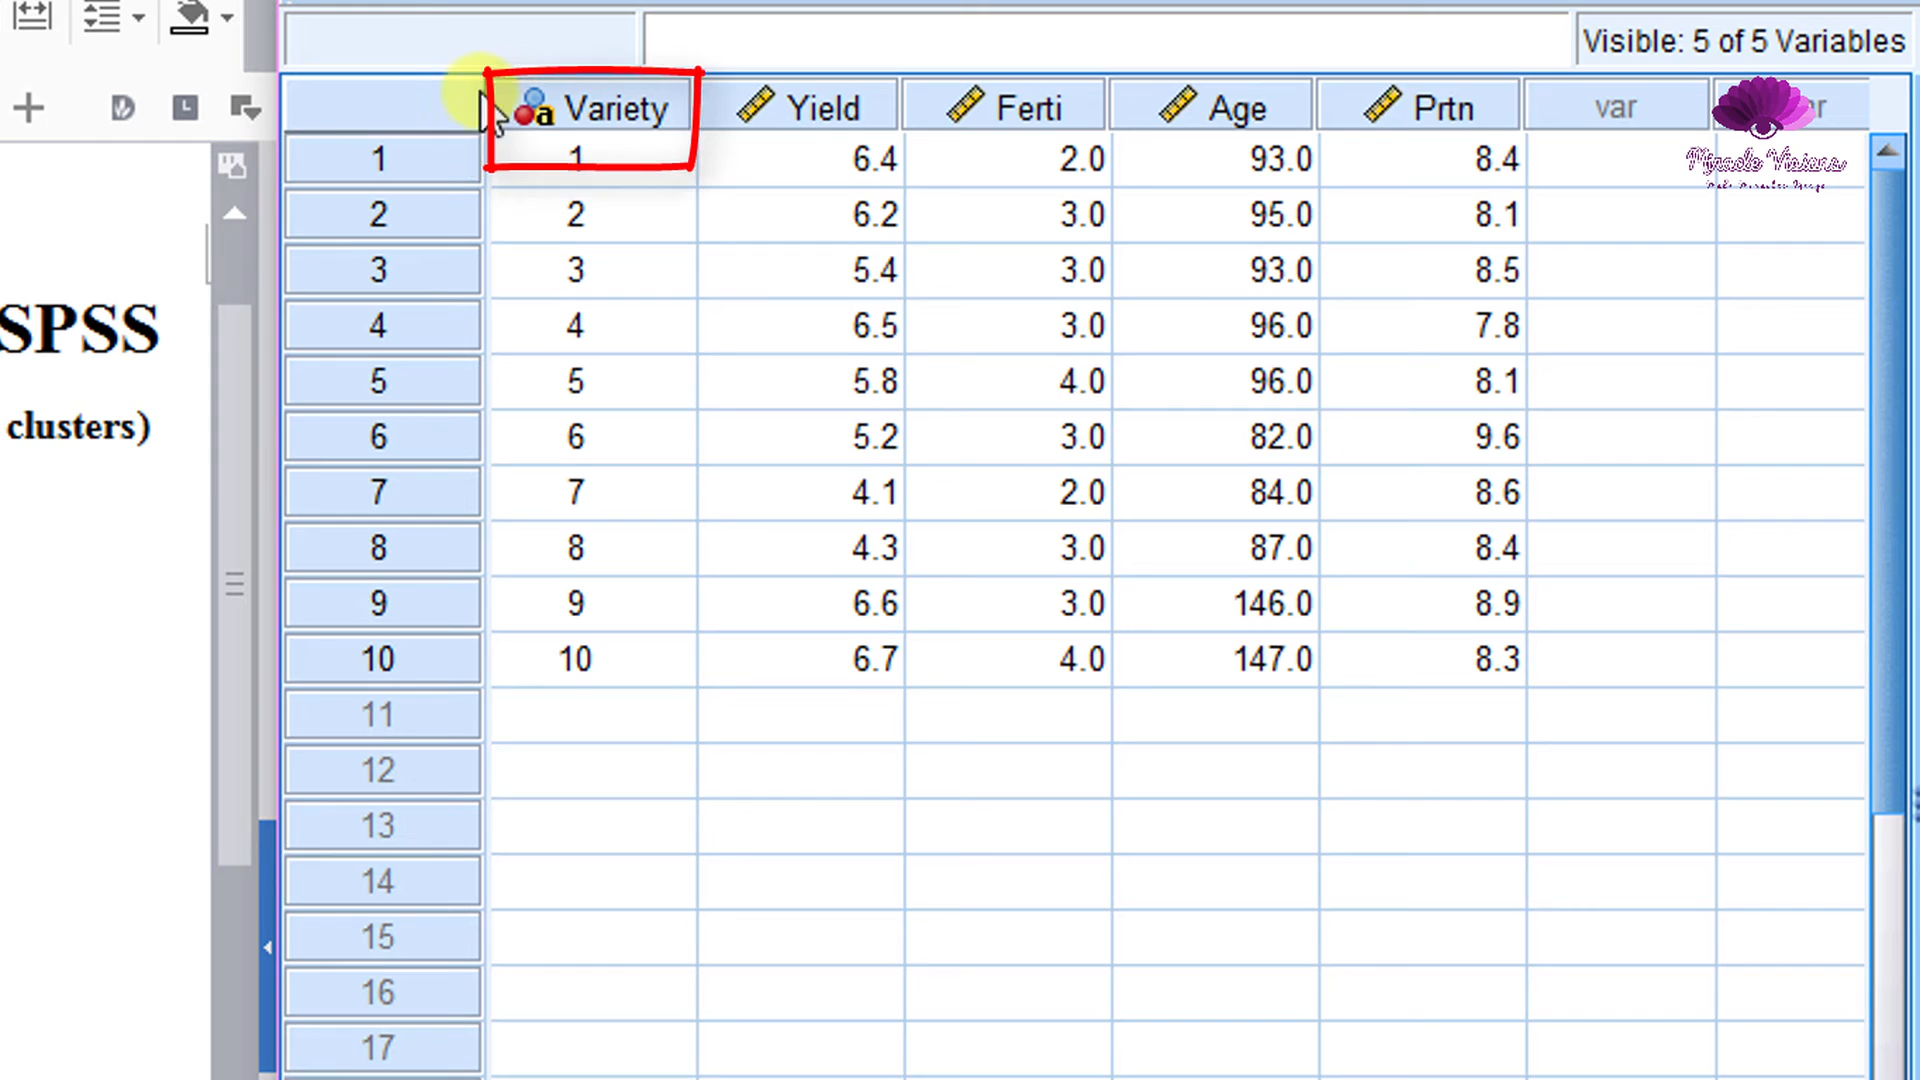 Visible: 5 of 5 Variables
Variety Yield Ferti Age Prtn var
1 1 6.4 2.0 93.0 8.4
2 2 6.2 3.0 95.0 8.1
3 3 5.4 3.0 93.0 8.5
4 4 6.5 3.0 96.0 7.8
5 5 5.8 4.0 96.0 8.1
6 6 5.2 3.0 82.0 9.6
7 7 4.1 2.0 84.0 8.6
8 8 4.3 3.0 87.0 8.4
9 9 6.6 3.0 146.0 8.9
10 10 6.7 4.0 147.0 8.3
11
12
13
14
15
16
17
SPSS
clusters)
Miracle Visions